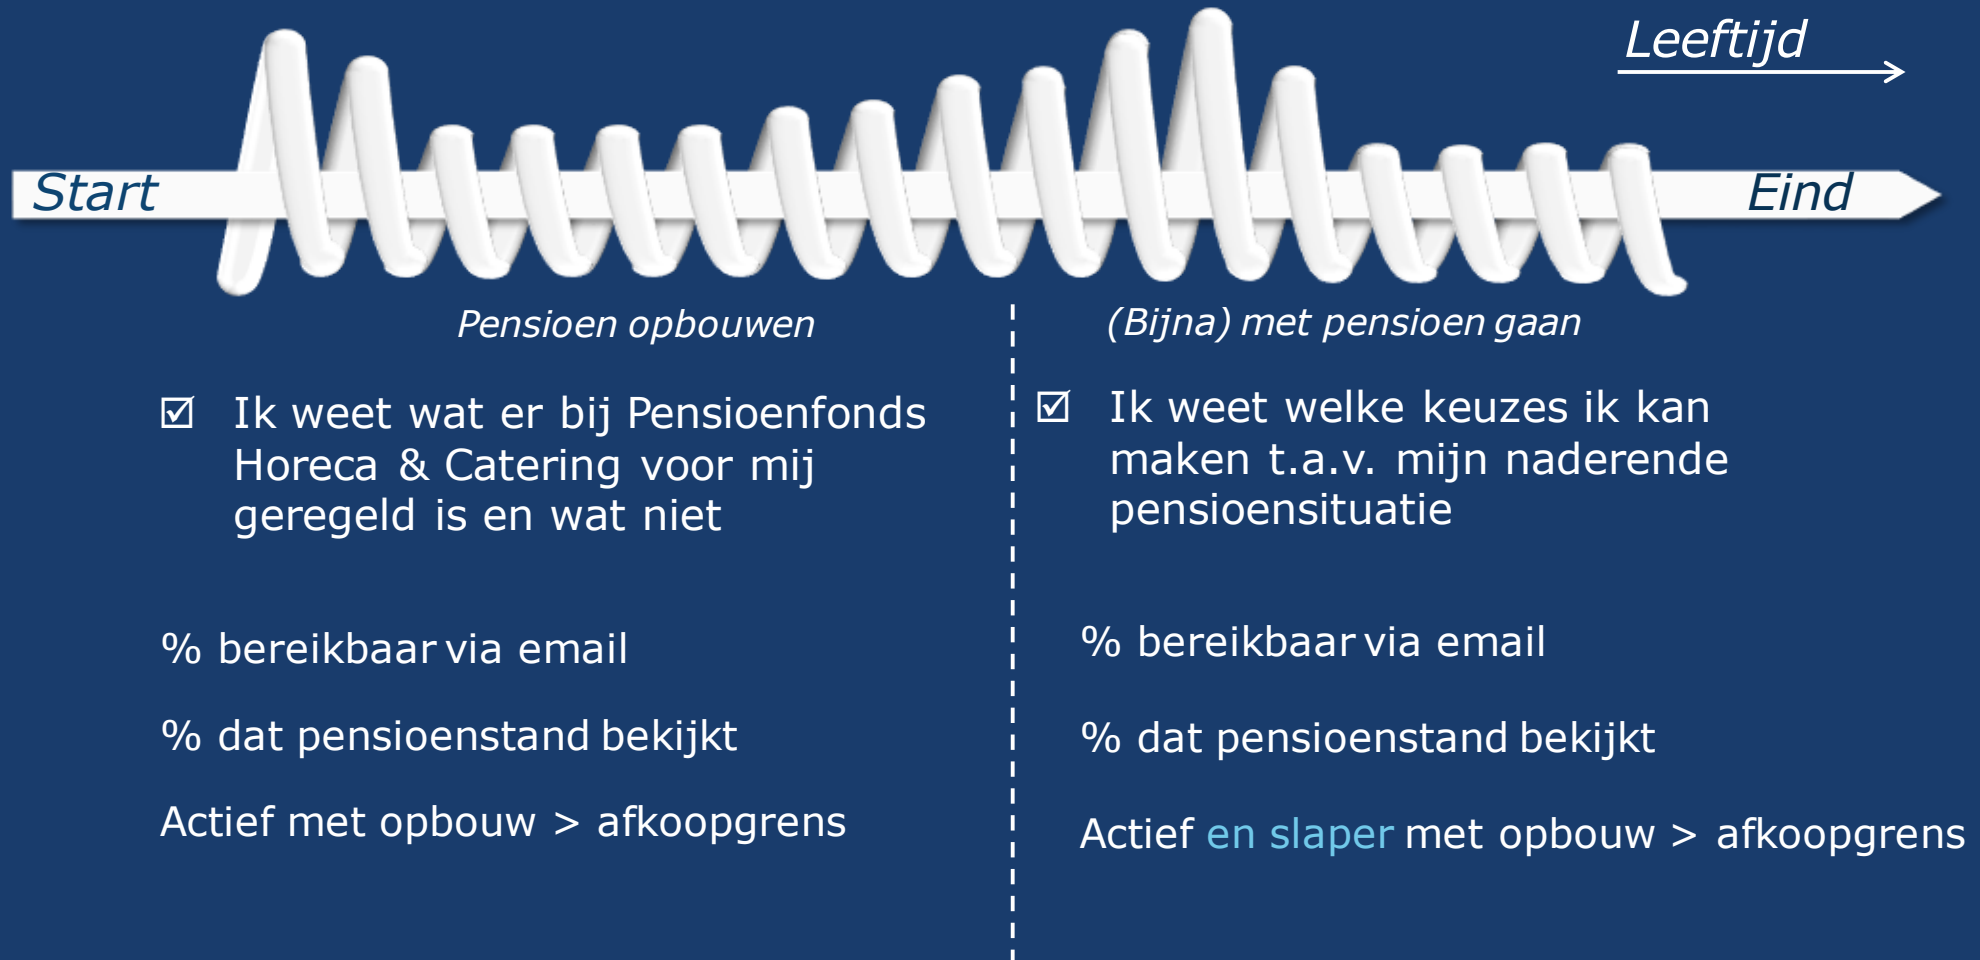 Leeftijd
Start
Eind
Pensioen opbouwen
Ik weet wat er bij Pensioenfonds
Horeca & Catering voor mij
geregeld is en wat niet
% bereikbaar via email
% dat pensioenstand bekijkt
Actief met opbouw > afkoopgrens
(Bijna) met pensioen gaan
Ik weet welke keuzes ik kan
maken t.a.v. mijn naderende
pensioensituatie
% bereikbaar via email
% dat pensioenstand bekijkt
Actief en slaper met opbouw > afkoopgrens